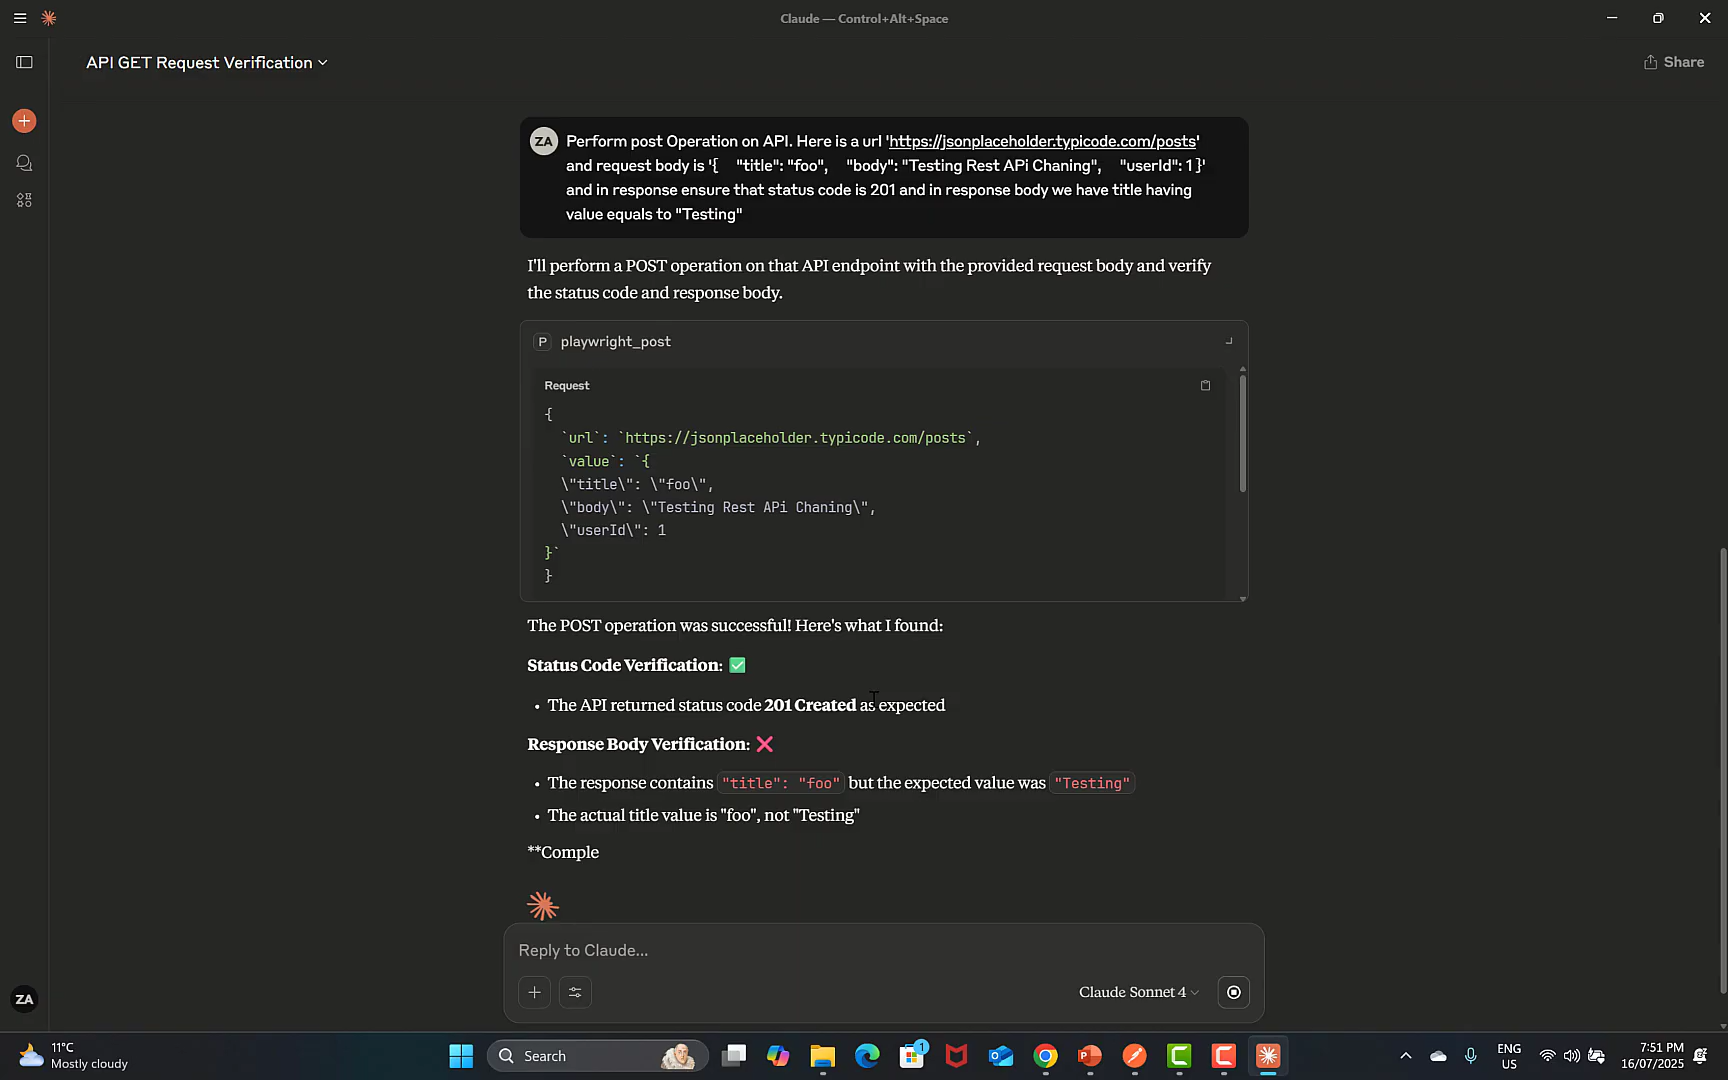 Claude — Control+Alt+Space
API GET Request Verification
Share
ZA
Perform post Operation on API. Here is a url 'https://jsonplaceholder.typicode.com/posts'
and request body is '{ "title": "foo", "body": "Testing Rest APi Chaning", "userId": 1 }'
and in response ensure that status code is 201 and in response body we have title having
value equals to "Testing"
I'll perform a POST operation on that API endpoint with the provided request body and verify
the status code and response body.
P playwright_post
Request
{
`url`: `https://jsonplaceholder.typicode.com/posts`,
`value`: `{
\"title\": \"foo\",
\"body\": \"Testing Rest APi Chaning\",
\"userId\": 1
}`
}
The POST operation was successful! Here's what I found:
Status Code Verification: ✅
• The API returned status code 201 Created as expected
Response Body Verification: ❌
• The response contains "title": "foo" but the expected value was "Testing"
• The actual title value is "foo", not "Testing"
**Comple
Reply to Claude...
Claude Sonnet 4
ZA
11°C
Mostly cloudy
Search
1
ENG
US
7:51 PM
16/07/2025